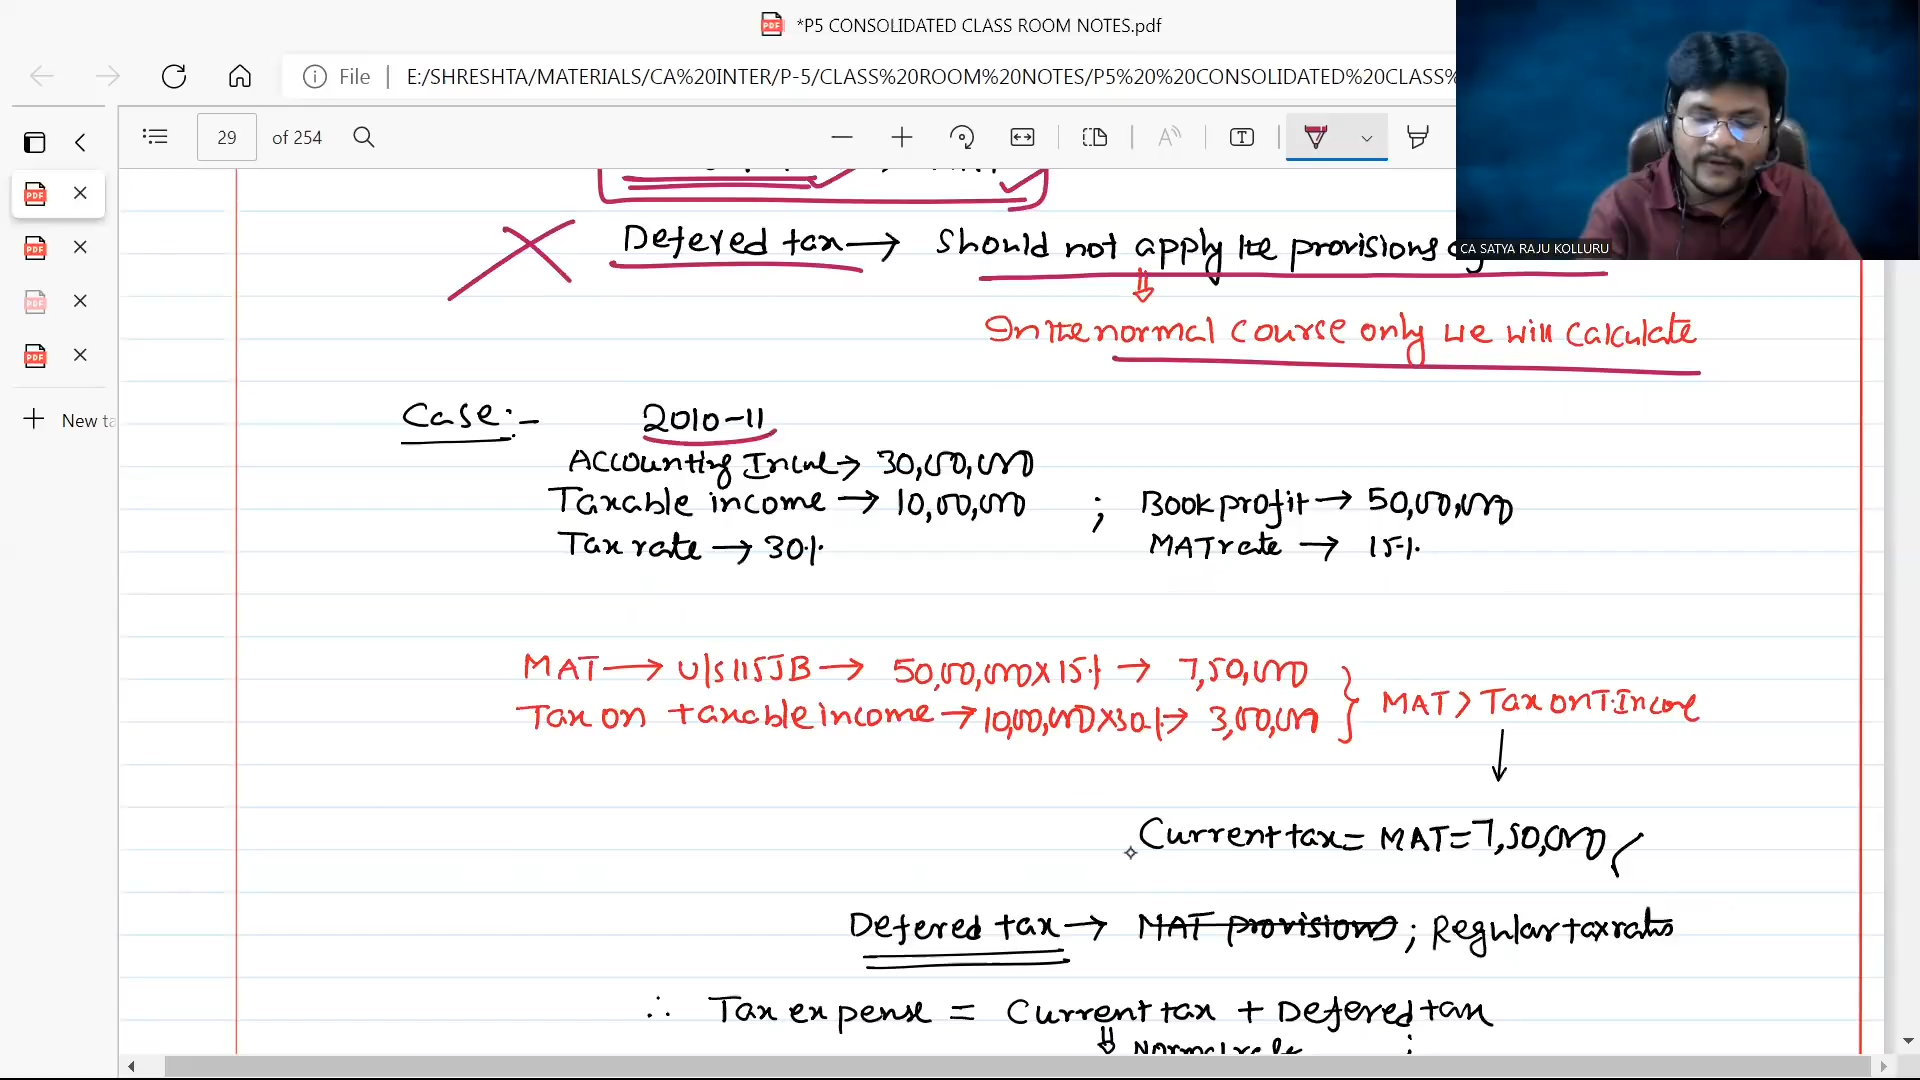 *P5 CONSOLIDATED CLASS ROOM NOTES.pdf
File | E:/SHRESHTA/MATERIALS/CA%20INTER/P-5/CLASS%20ROOM%20NOTES/P5%20%20CONSOLIDATED%20CLASS%
29 of 254
CA SATYA RAJU KOLLURU
New ta
Defered tax → Should not apply the provisions
In the normal course only we will calculate
Case:- 2010-11
Accounting Incme → 30,00,000
Taxable income → 10,00,000 ; Book profit → 50,00,000
Tax rate → 30% MAT rate → 15%
MAT → U/s 115JB → 50,00,000 X 15% → 7,50,000
Tax on taxable income → 10,00,000 X 30% → 3,00,000 } MAT > Tax on T.Income
Current tax = MAT = 7,50,000
Defered tax → MAT provisions ; Regular tax rates
∴ Tax expense = Current tax + Defered tax